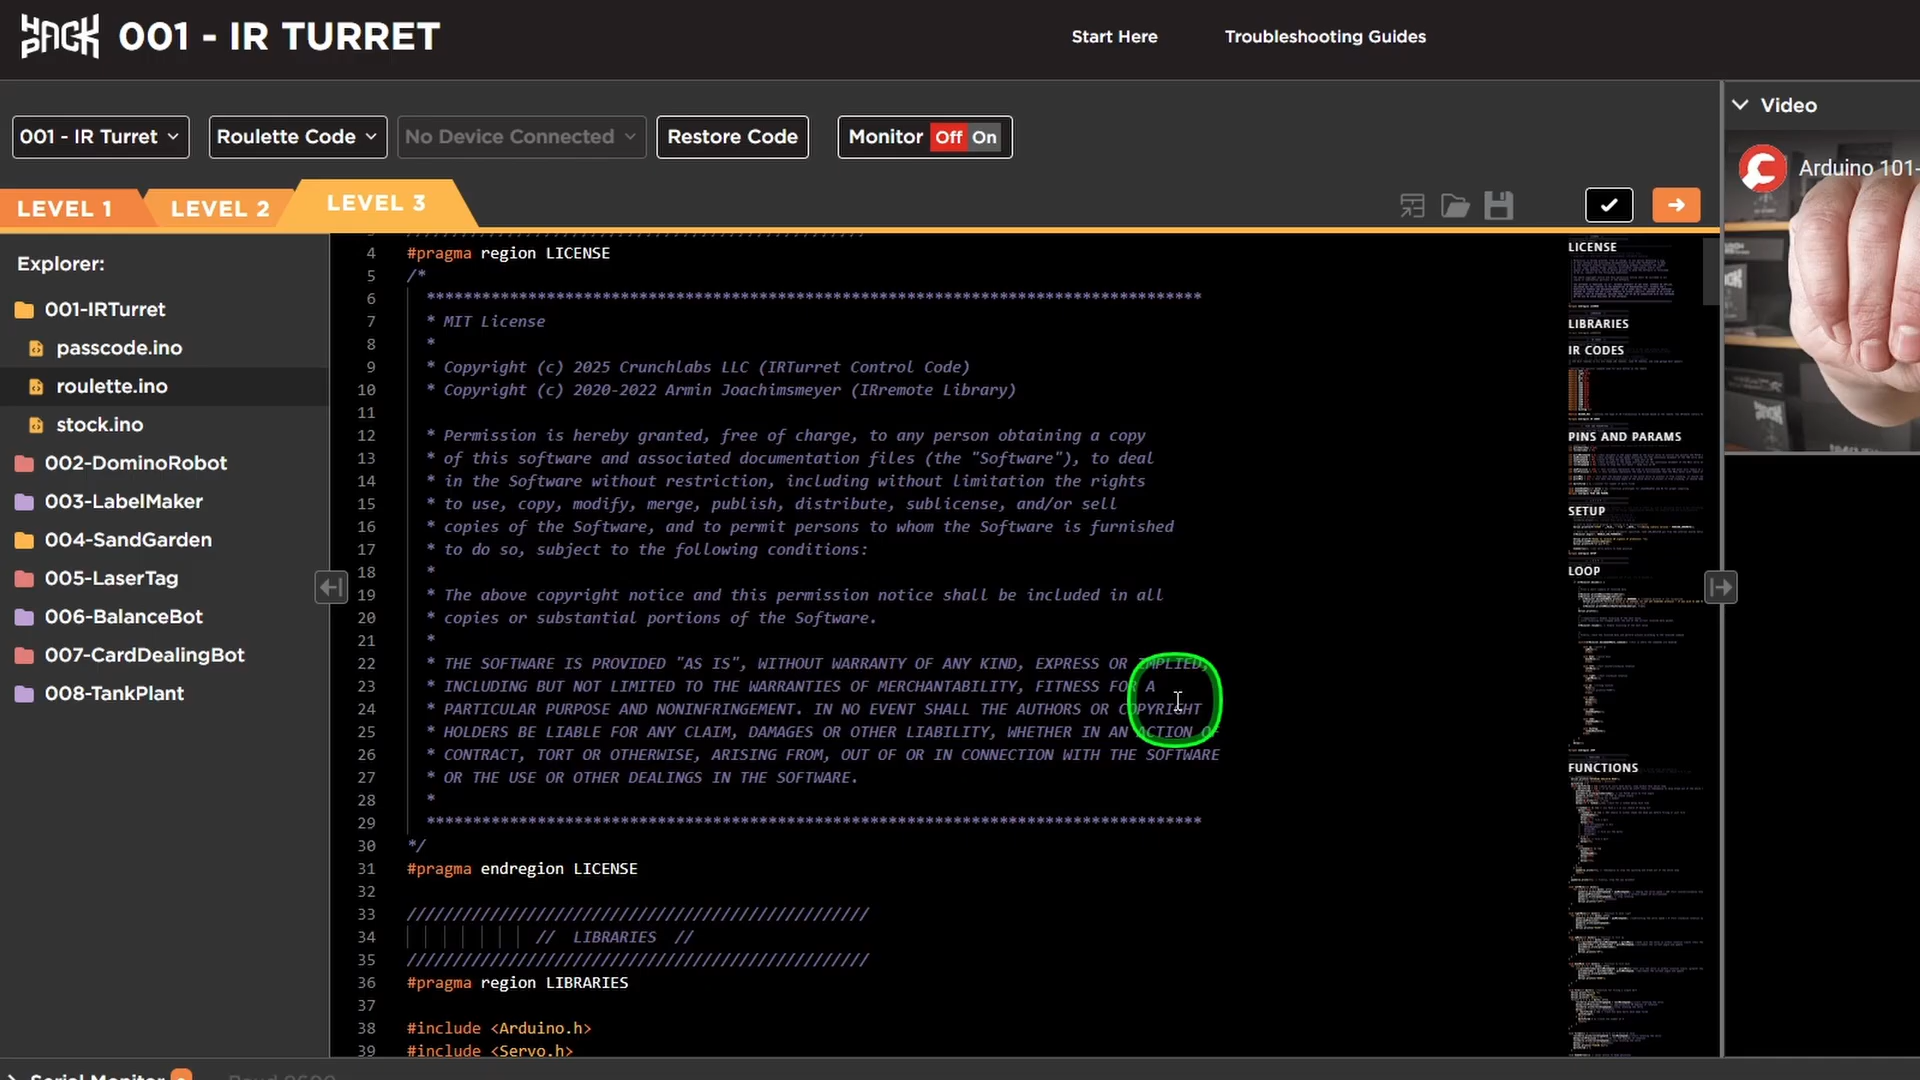 HACK PACK 001 - IR TURRET
Start Here
Troubleshooting Guides
001 - IR Turret
Roulette Code
No Device Connected
Restore Code
Monitor Off On
LEVEL 1
LEVEL 2
LEVEL 3
Explorer:
001-IRTurret
passcode.ino
roulette.ino
stock.ino
002-DominoRobot
003-LabelMaker
004-SandGarden
005-LaserTag
006-BalanceBot
007-CardDealingBot
008-TankPlant
4 #pragma region LICENSE
5 /*
6 ************************************************************************************
7 * MIT License
8 *
9 * Copyright (c) 2025 Crunchlabs LLC (IRTurret Control Code)
10 * Copyright (c) 2020-2022 Armin Joachimsmeyer (IRremote Library)
11
12 * Permission is hereby granted, free of charge, to any person obtaining a copy
13 * of this software and associated documentation files (the "Software"), to deal
14 * in the Software without restriction, including without limitation the rights
15 * to use, copy, modify, merge, publish, distribute, sublicense, and/or sell
16 * copies of the Software, and to permit persons to whom the Software is furnished
17 * to do so, subject to the following conditions:
18 *
19 * The above copyright notice and this permission notice shall be included in all
20 * copies or substantial portions of the Software.
21 *
22 * THE SOFTWARE IS PROVIDED "AS IS", WITHOUT WARRANTY OF ANY KIND, EXPRESS OR IMPLIED,
23 * INCLUDING BUT NOT LIMITED TO THE WARRANTIES OF MERCHANTABILITY, FITNESS FOR A
24 * PARTICULAR PURPOSE AND NONINFRINGEMENT. IN NO EVENT SHALL THE AUTHORS OR COPYRIGHT
25 * HOLDERS BE LIABLE FOR ANY CLAIM, DAMAGES OR OTHER LIABILITY, WHETHER IN AN ACTION OF
26 * CONTRACT, TORT OR OTHERWISE, ARISING FROM, OUT OF OR IN CONNECTION WITH THE SOFTWARE
27 * OR THE USE OR OTHER DEALINGS IN THE SOFTWARE.
28 *
29 ************************************************************************************
30 */
31 #pragma endregion LICENSE
32
33 //////////////////////////////////////////////////
34 // LIBRARIES //
35 //////////////////////////////////////////////////
36 #pragma region LIBRARIES
37
38 #include <Arduino.h>
39 #include <Servo.h>
LICENSE
LIBRARIES
IR CODES
PINS AND PARAMS
SETUP
LOOP
FUNCTIONS
Video
Arduino 101-
Serial Monitor
Baud 9600